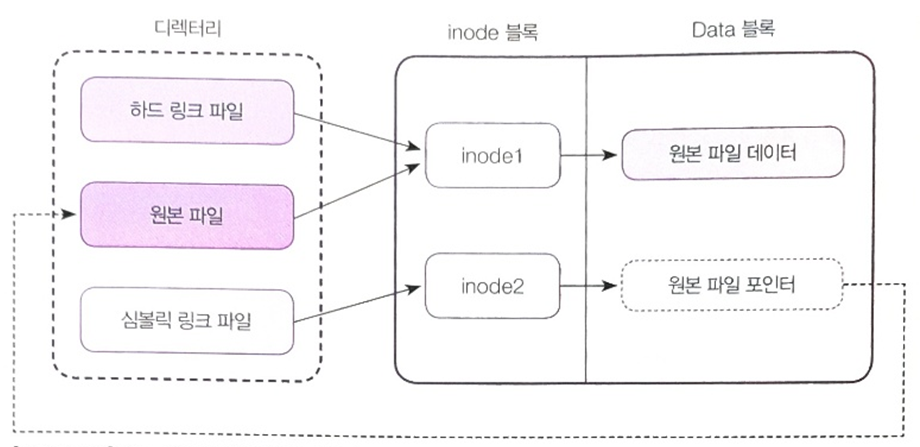 디렉터리
inode 블록
Data 블록
하드 링크 파일
inode1
원본 파일 데이터
원본 파일
심볼릭 링크 파일
inode2
원본 파일 포인터